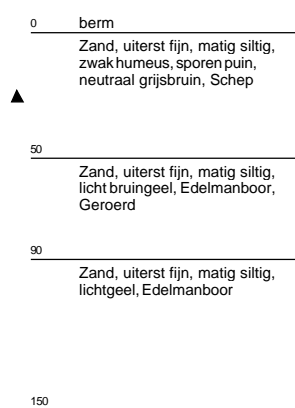 0 berm
Zand, uiterst fijn, matig siltig,
zwak humeus, sporen puin,
neutraal grijsbruin, Schep
50
Zand, uiterst fijn, matig siltig,
licht bruingeel, Edelmanboor,
Geroerd
90
Zand, uiterst fijn, matig siltig,
lichtgeel, Edelmanboor
150